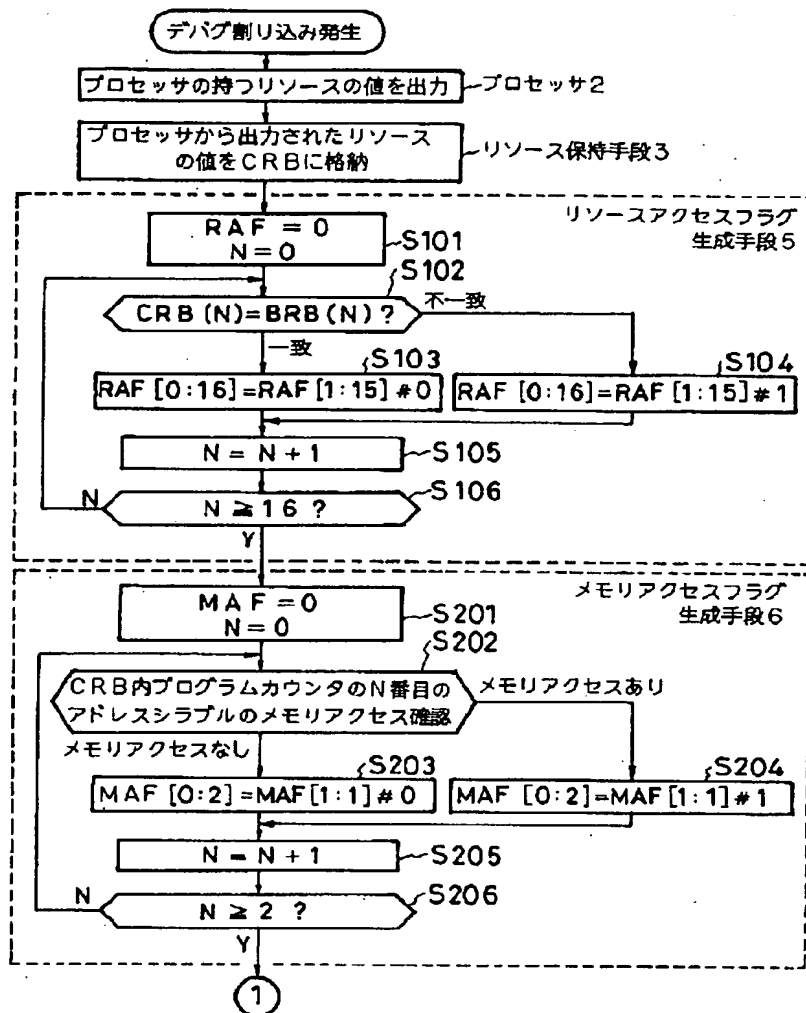 デバグ割り込み発生
プロセッサの持つリソースの値を出力
プロセッサ2
プロセッサから出力されたリソース
の値をCRBに格納
リソース保持手段3
リソースアクセスフラグ
生成手段5
RAF = 0
N=0
S101
S102
CRB(N)=BRB(N)?
不一致
一致
S103
S104
RAF[0:16]=RAF[1:15]#0
RAF[0:16]=RAF[1:15]#1
N = N + 1
S105
S106
N
N ≧ 16 ?
Y
メモリアクセスフラグ
生成手段6
MAF=0
N=0
S201
S202
CRB内プログラムカウンタのN番目の
アドレスシラブルのメモリアクセス確認
メモリアクセスあり
メモリアクセスなし
S203
S204
MAF[0:2]=MAF[1:1]#0
MAF[0:2]=MAF[1:1]#1
N = N + 1
S205
S206
N
N ≧ 2 ?
Y
1